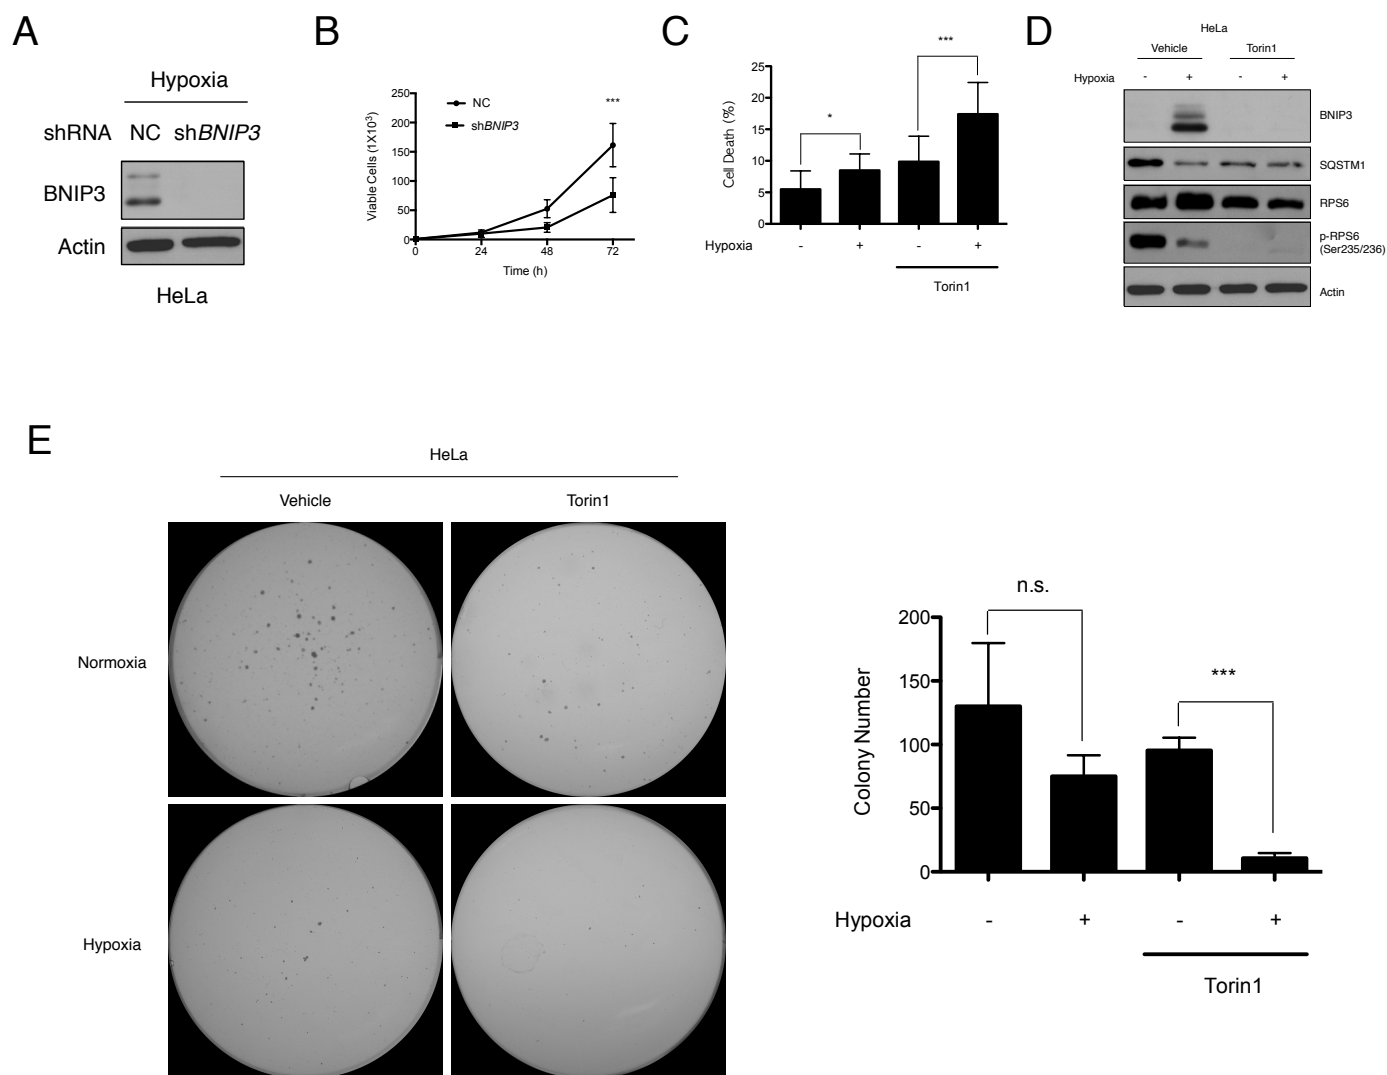 A
Hypoxia
shRNA NC shBNIP3
BNIP3
Actin
HeLa
B
250
200
150
100
50
0
Viable Cells (1X10³)
NC
shBNIP3
***
0 24 48 72
Time (h)
C
25
20
15
10
5
0
Cell Death (%)
*
***
Hypoxia - + - +
Torin1
D
HeLa
Vehicle Torin1
Hypoxia - + - +
BNIP3
SQSTM1
RPS6
p-RPS6
(Ser235/236)
Actin
E
HeLa
Vehicle Torin1
Normoxia
Hypoxia
200
150
100
50
0
Colony Number
n.s.
***
Hypoxia - + - +
Torin1